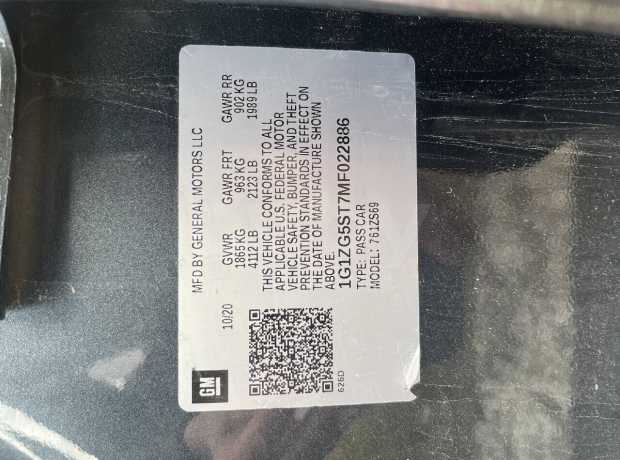 MFD BY GENERAL MOTORS LLC
10/20 GVWR GAWR FRT GAWR RR
1865 KG 963 KG 902 KG
4112 LB 2123 LB 1989 LB
THIS VEHICLE CONFORMS TO ALL
APPLICABLE U.S. FEDERAL MOTOR
VEHICLE SAFETY, BUMPER, AND THEFT
PREVENTION STANDARDS IN EFFECT ON
THE DATE OF MANUFACTURE SHOWN
ABOVE.
1G1ZG5ST7MF022886
TYPE: PASS CAR
MODEL: 761ZS69
GM
626D